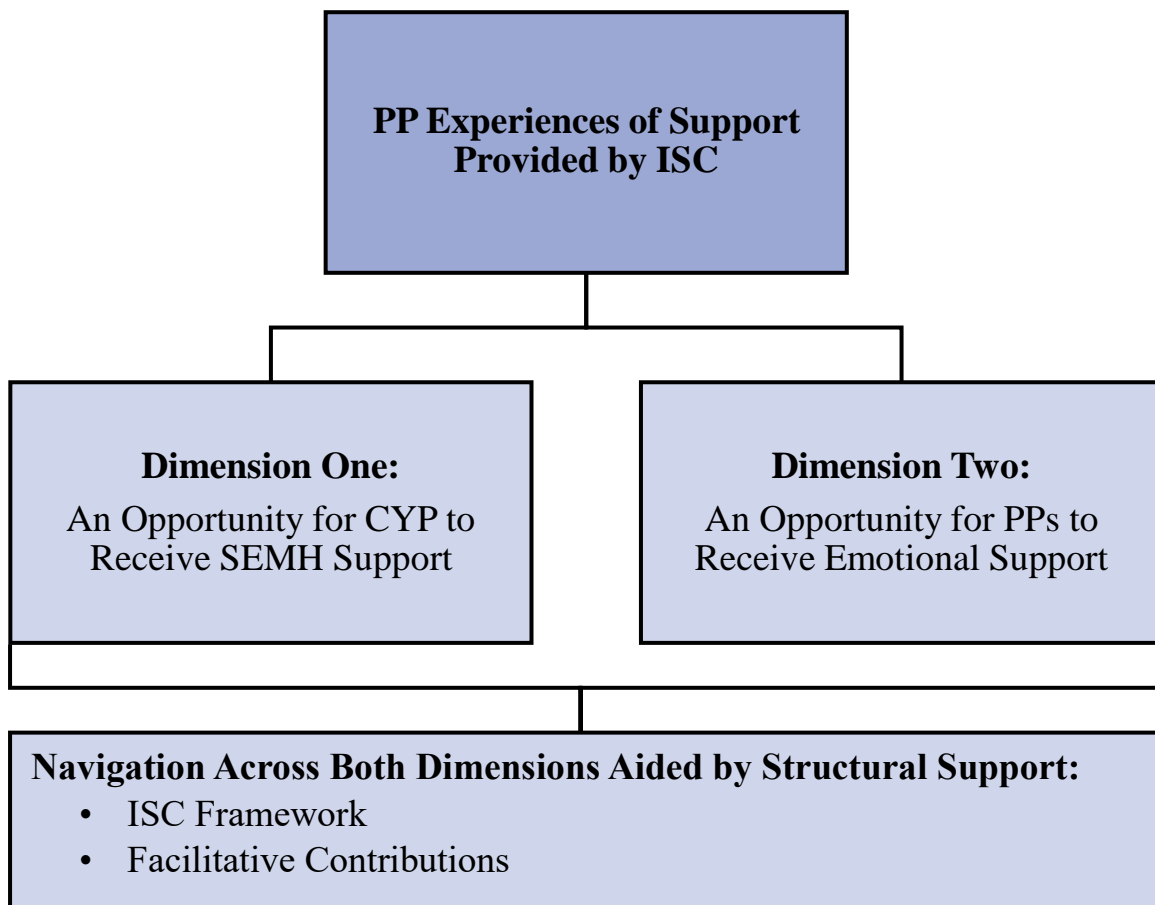 PP Experiences of Support
Provided by ISC
Dimension One:
An Opportunity for CYP to
Receive SEMH Support
Dimension Two:
An Opportunity for PPs to
Receive Emotional Support
Navigation Across Both Dimensions Aided by Structural Support:
• ISC Framework
• Facilitative Contributions